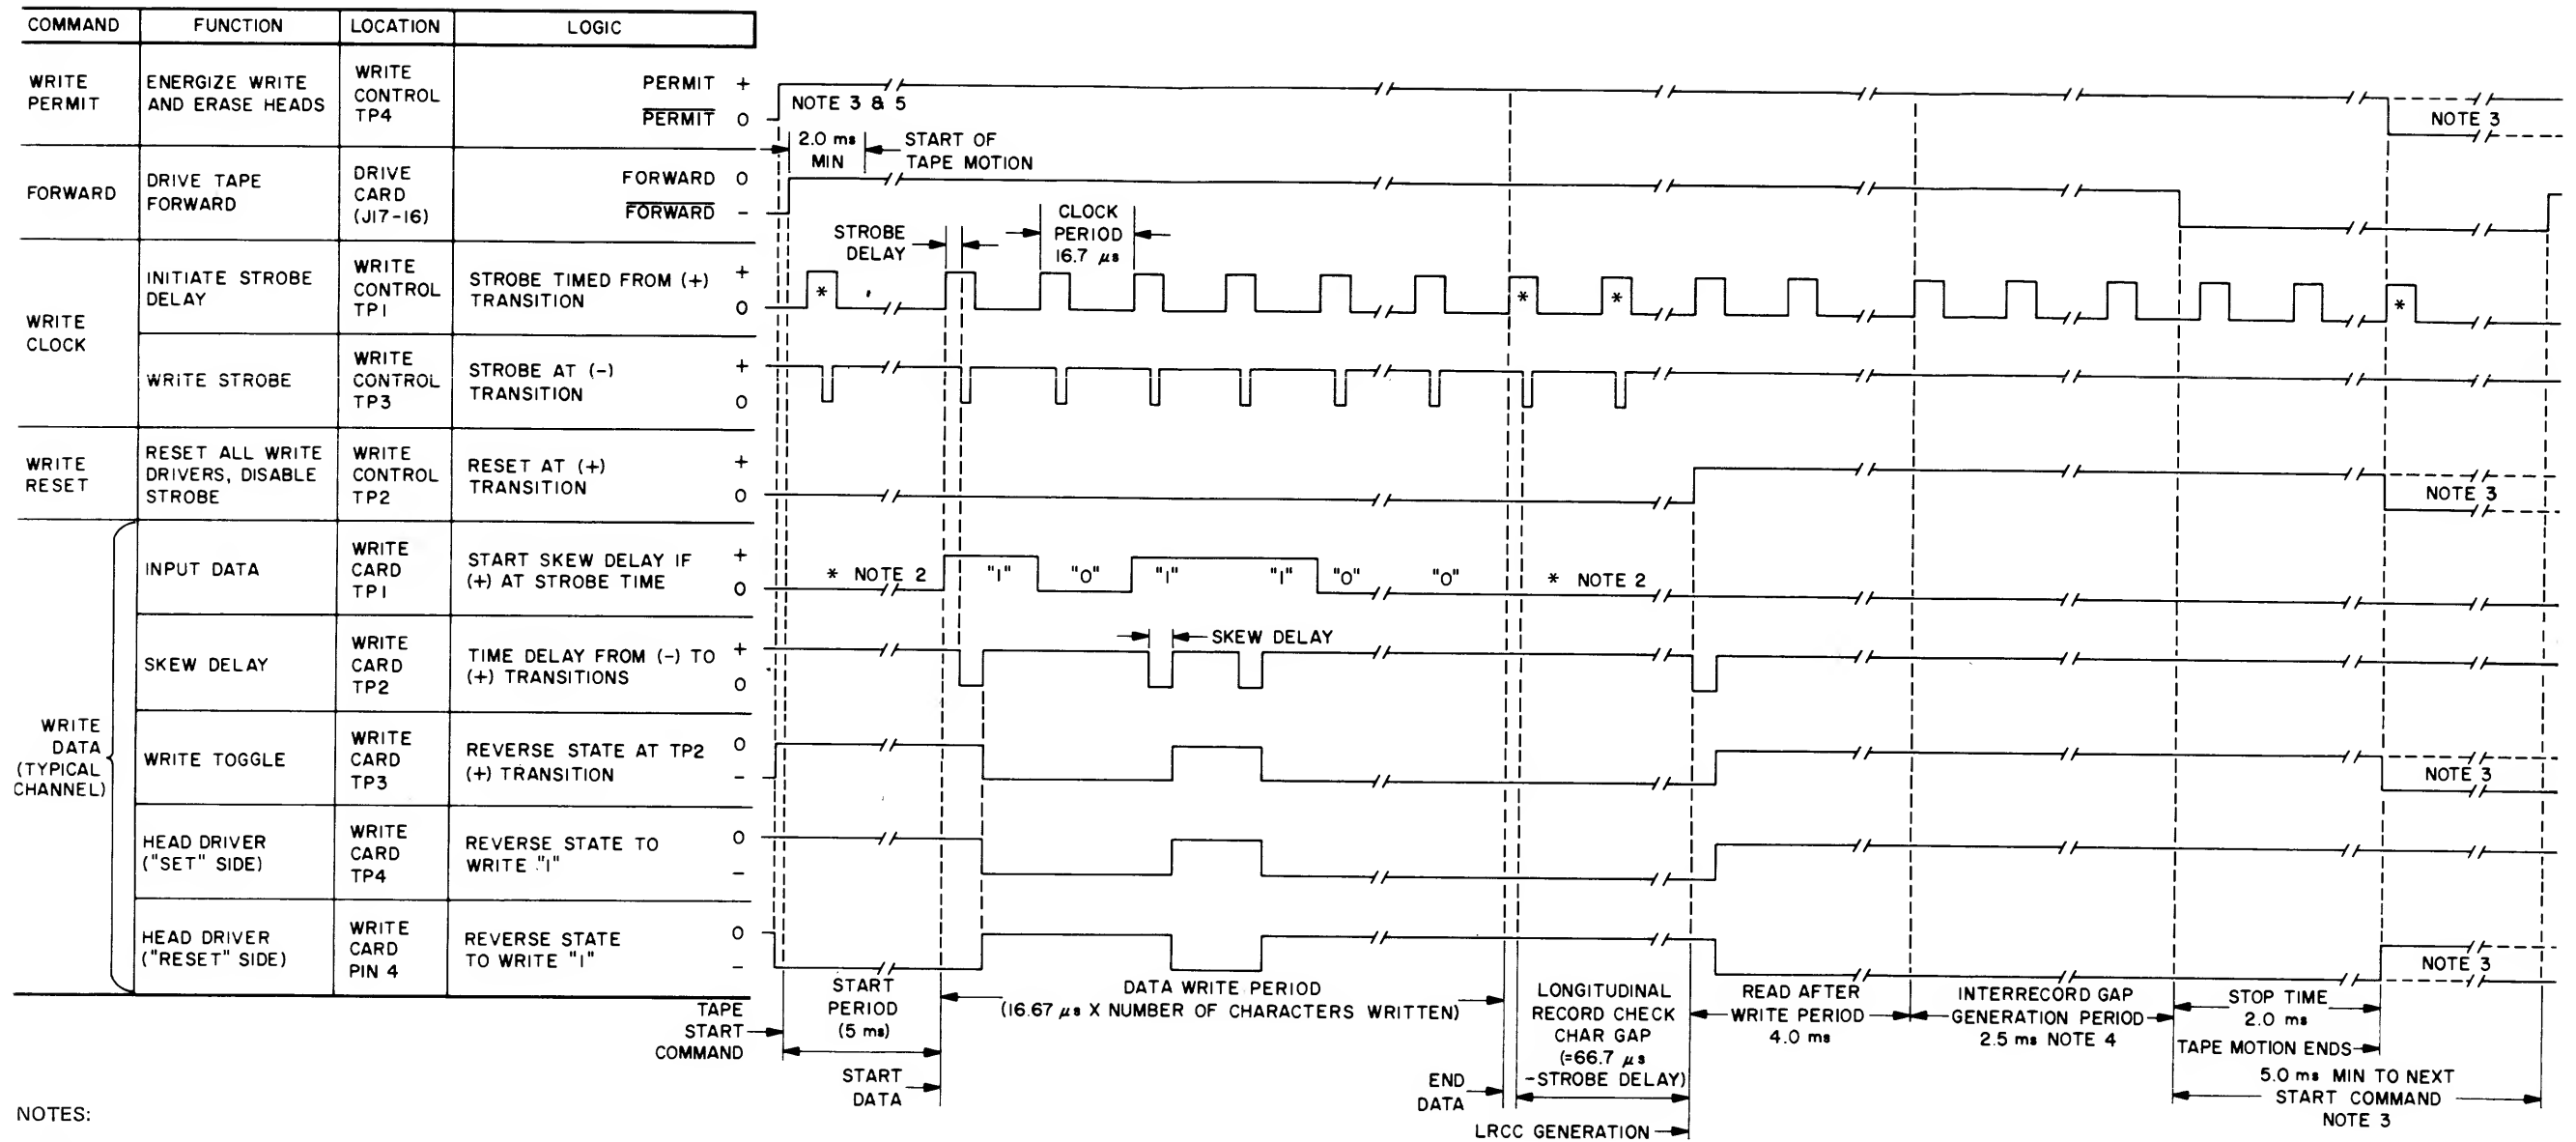 COMMAND FUNCTION LOCATION LOGIC
WRITE
PERMIT
ENERGIZE WRITE
AND ERASE HEADS
WRITE
CONTROL
TP4
PERMIT +
PERMIT 0
NOTE 3 & 5
NOTE 3
2.0 ms
MIN
START OF
TAPE MOTION
FORWARD
DRIVE TAPE
FORWARD
DRIVE
CARD
(J17-16)
FORWARD 0
FORWARD -
STROBE
DELAY
CLOCK
PERIOD
16.7 μs
WRITE
CLOCK
INITIATE STROBE
DELAY
WRITE
CONTROL
TP1
STROBE TIMED FROM (+)
TRANSITION
+
0
* * * *
WRITE STROBE
WRITE
CONTROL
TP3
STROBE AT (-)
TRANSITION
+
0
WRITE
RESET
RESET ALL WRITE
DRIVERS, DISABLE
STROBE
WRITE
CONTROL
TP2
RESET AT (+)
TRANSITION
+
0
NOTE 3
WRITE
DATA
(TYPICAL
CHANNEL)
INPUT DATA
WRITE
CARD
TP1
START SKEW DELAY IF
(+) AT STROBE TIME
+
0
* NOTE 2 "1" "0" "1" "1" "0" "0" * NOTE 2
SKEW DELAY
WRITE
CARD
TP2
TIME DELAY FROM (-) TO
(+) TRANSITIONS
+
0
SKEW DELAY
WRITE TOGGLE
WRITE
CARD
TP3
REVERSE STATE AT TP2
(+) TRANSITION
0
-
NOTE 3
HEAD DRIVER
("SET" SIDE)
WRITE
CARD
TP4
REVERSE STATE TO
WRITE "1"
0
-
HEAD DRIVER
("RESET" SIDE)
WRITE
CARD
PIN 4
REVERSE STATE
TO WRITE "1"
0
-
NOTE 3
TAPE
START
COMMAND
START
PERIOD
(5 ms)
START
DATA
DATA WRITE PERIOD
(16.67 μs X NUMBER OF CHARACTERS WRITTEN)
END
DATA
LONGITUDINAL
RECORD CHECK
CHAR GAP
(=66.7 μs
-STROBE DELAY)
LRCC GENERATION
READ AFTER
WRITE PERIOD
4.0 ms
INTERRECORD GAP
GENERATION PERIOD
2.5 ms NOTE 4
STOP TIME
2.0 ms
TAPE MOTION ENDS
5.0 ms MIN TO NEXT
START COMMAND
NOTE 3
NOTES: